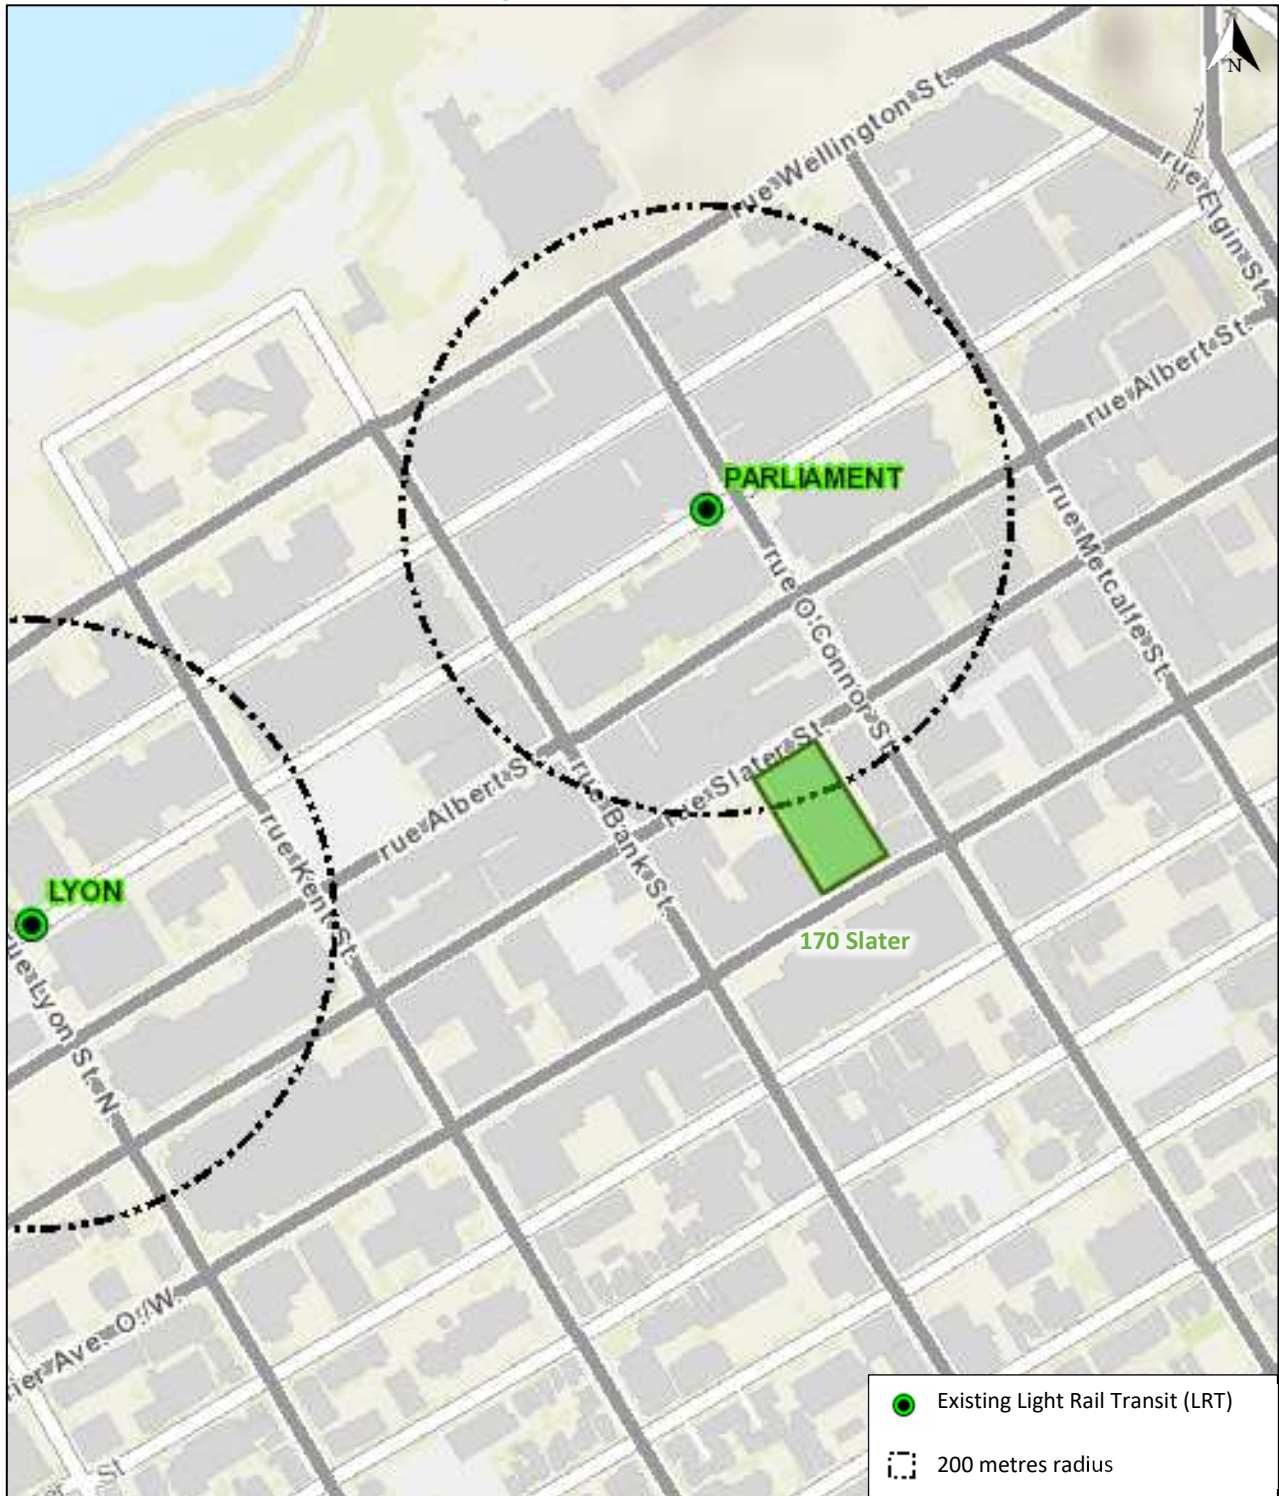 N
rue Wellington St.
rue Elgin St.
rue Albert St.
PARLIAMENT
rue O'Connor St.
rue Metcalfe St.
rue Slater St.
rue Albert S
rue Bank St.
rue Kent St.
LYON
rue Lyon St. N
170 Slater
rier Ave. O./W.
St
Existing Light Rail Transit (LRT)
200 metres radius